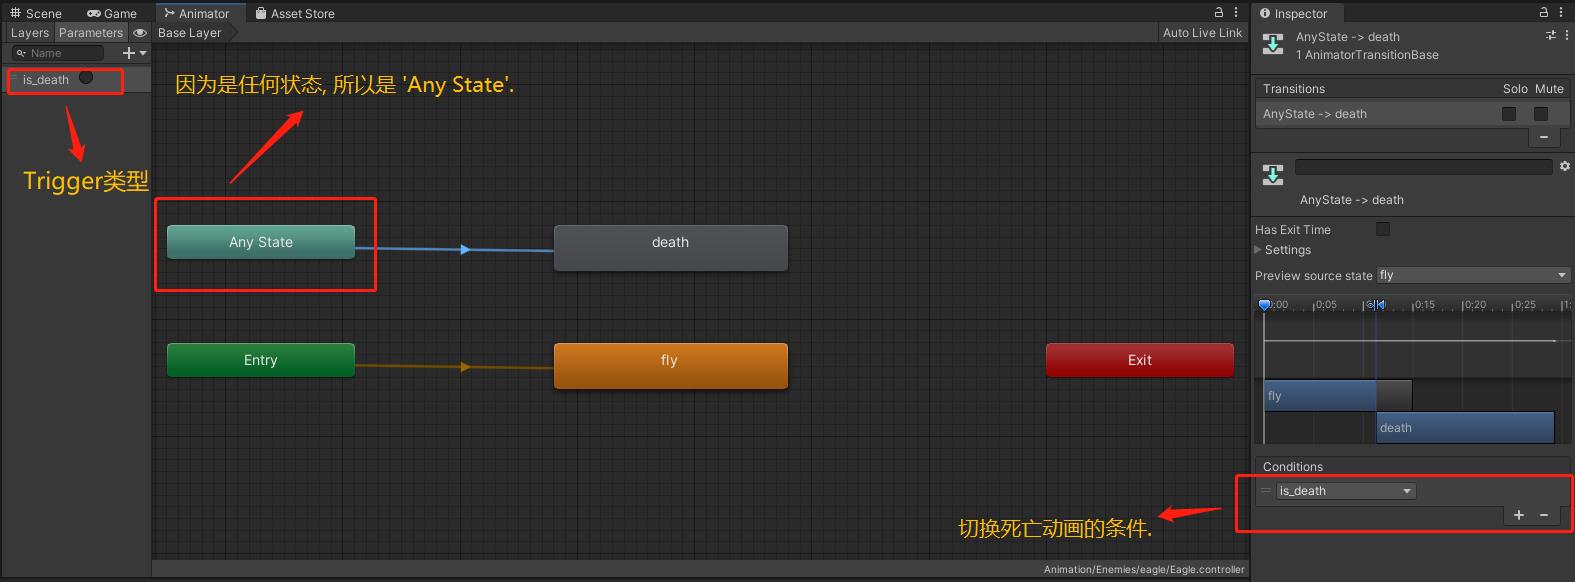 Scene
Game
Animator
Asset Store
Inspector
Layers
Parameters
Base Layer
Auto Live Link
Name
is_death
Trigger类型
因为是任何状态, 所以是 'Any State'.
Any State
death
Entry
fly
Exit
切换死亡动画的条件.
Animation/Enemies/eagle/Eagle.controller
AnyState -> death
1 AnimatorTransitionBase
Transitions Solo Mute
AnyState -> death
AnyState -> death
Has Exit Time
Settings
Preview source state fly
:00 0:05 0:15 0:20 0:25 1:
fly
death
Conditions
is_death